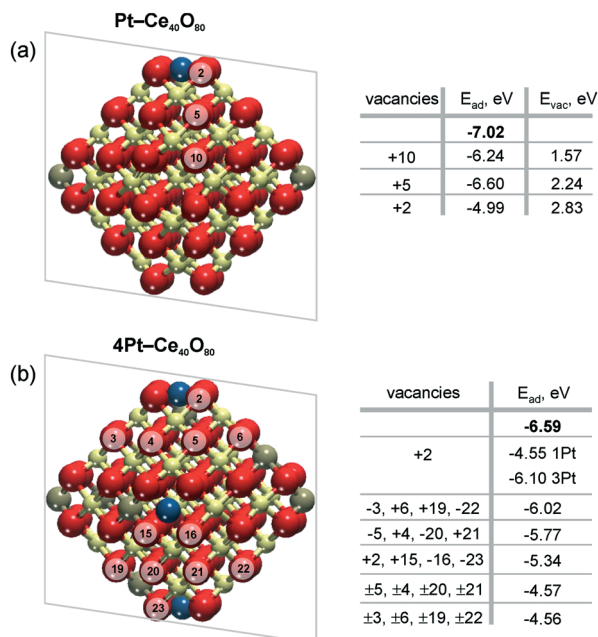 Pt–Ce40O80
(a)
2
5
10
vacancies Ead, eV Evac, eV
-7.02
+10 -6.24 1.57
+5 -6.60 2.24
+2 -4.99 2.83
4Pt–Ce40O80
(b)
2
3 4 5 6
15 16
19 20 21 22
23
vacancies Ead, eV
-6.59
+2 -4.55 1Pt
-6.10 3Pt
-3, +6, +19, -22 -6.02
-5, +4, -20, +21 -5.77
+2, +15, -16, -23 -5.34
±5, ±4, ±20, ±21 -4.57
±3, ±6, ±19, ±22 -4.56